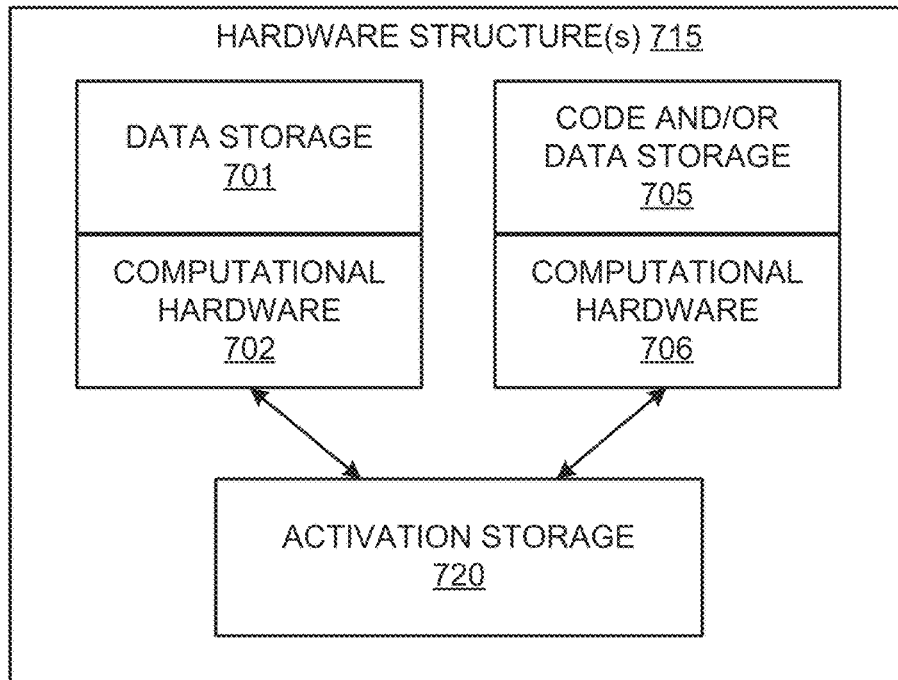 HARDWARE STRUCTURE(s) 715
DATA STORAGE
701
COMPUTATIONAL
HARDWARE
702
CODE AND/OR
DATA STORAGE
705
COMPUTATIONAL
HARDWARE
706
ACTIVATION STORAGE
720